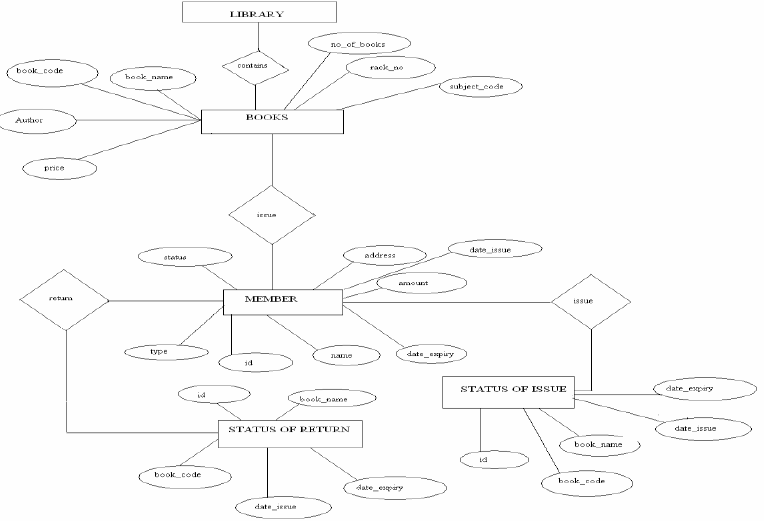 LIBRARY
no_of_books
contains
rack_no
book_code
book_name
subject_code
Author
BOOKS
price
issue
status
address
date_issue
amount
return
MEMBER
issue
type
id
name
date_expiry
id
book_name
STATUS OF ISSUE
date_expiry
STATUS OF RETURN
date_issue
book_name
id
book_code
book_code
date_expiry
date_issue